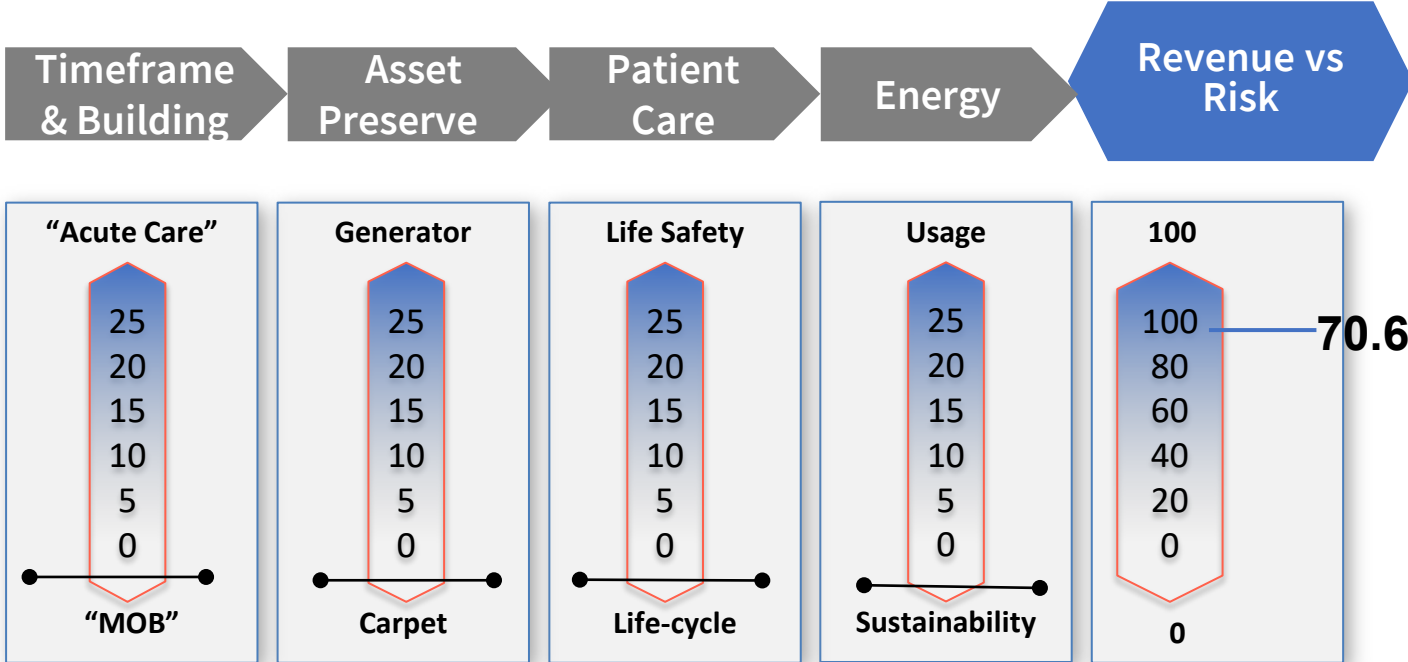 Timeframe
& Building
Asset
Preserve
Patient
Care
Energy
Revenue vs
Risk
“Acute Care”
25
20
15
10
5
0
“MOB”
Generator
25
20
15
10
5
0
Carpet
Life Safety
25
20
15
10
5
0
Life-cycle
Usage
25
20
15
10
5
0
Sustainability
100
100
80
60
40
20
0
0
70.6